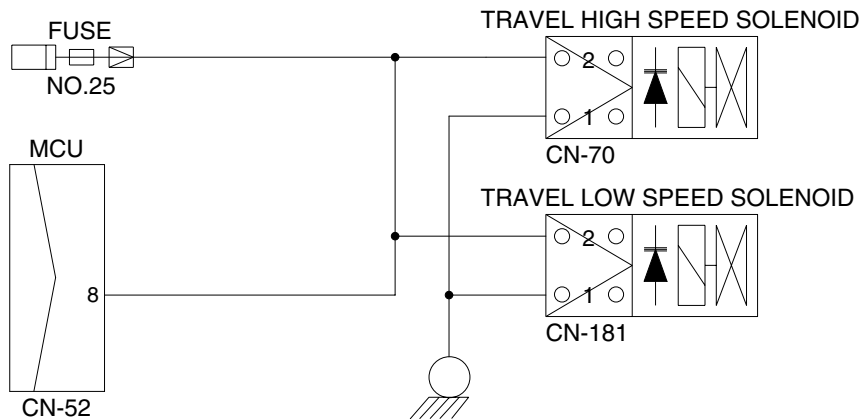 FUSE
NO.25
MCU
8
CN-52
TRAVEL HIGH SPEED SOLENOID
2
1
CN-70
TRAVEL LOW SPEED SOLENOID
2
1
CN-181